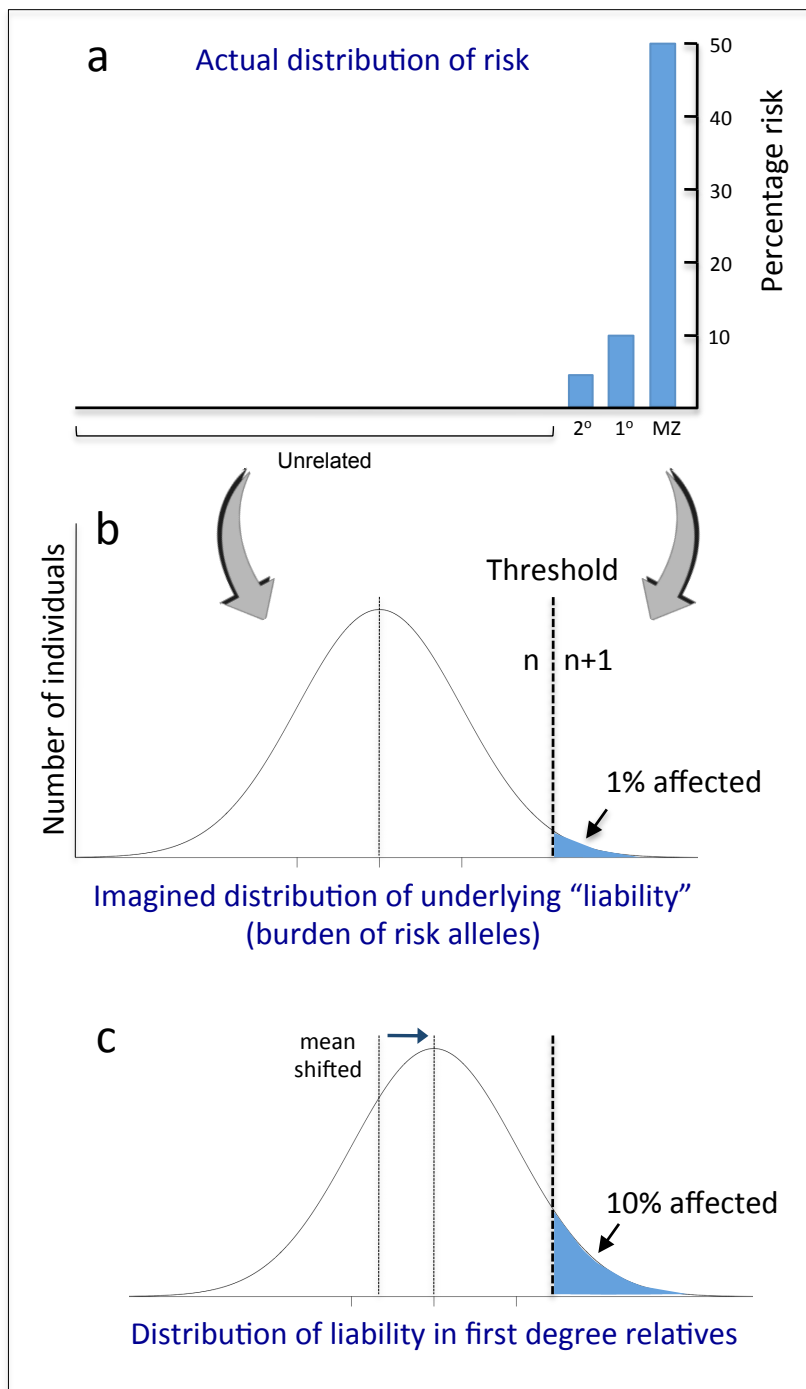 a
Actual distribution of risk
50
40
30
20
10
Percentage risk
2º
1º
MZ
Unrelated
b
Number of individuals
Threshold
n
n+1
1% affected
Imagined distribution of underlying “liability”
(burden of risk alleles)
c
mean
shifted
10% affected
Distribution of liability in first degree relatives